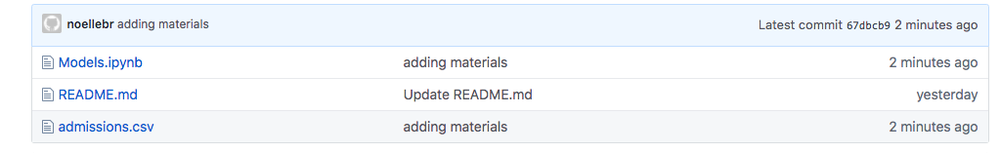 noellebr adding materials Latest commit 67dbcb9 2 minutes ago
Models.ipynb adding materials 2 minutes ago
README.md Update README.md yesterday
admissions.csv adding materials 2 minutes ago